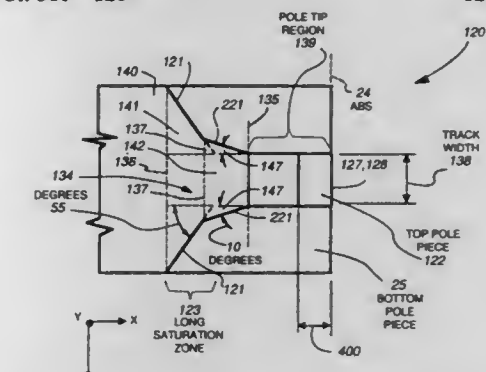 POLE TIP
REGION
139
120
140
121
24
ABS
141
221
135
137
142
136
147
TRACK
WIDTH
138
127,128
134
137
147
DEGREES
55
221
TOP POLE
PIECE
122
10
DEGREES
121
25
BOTTOM
POLE
PIECE
123
LONG
SATURATION
ZONE
400
Y
X